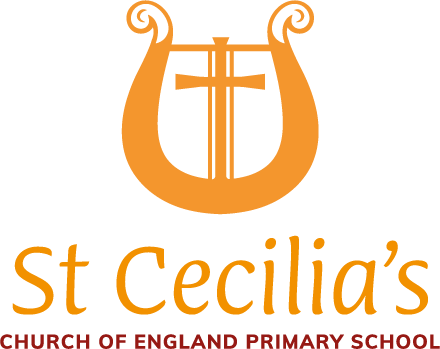 St Cecilia’s
CHURCH OF ENGLAND PRIMARY SCHOOL